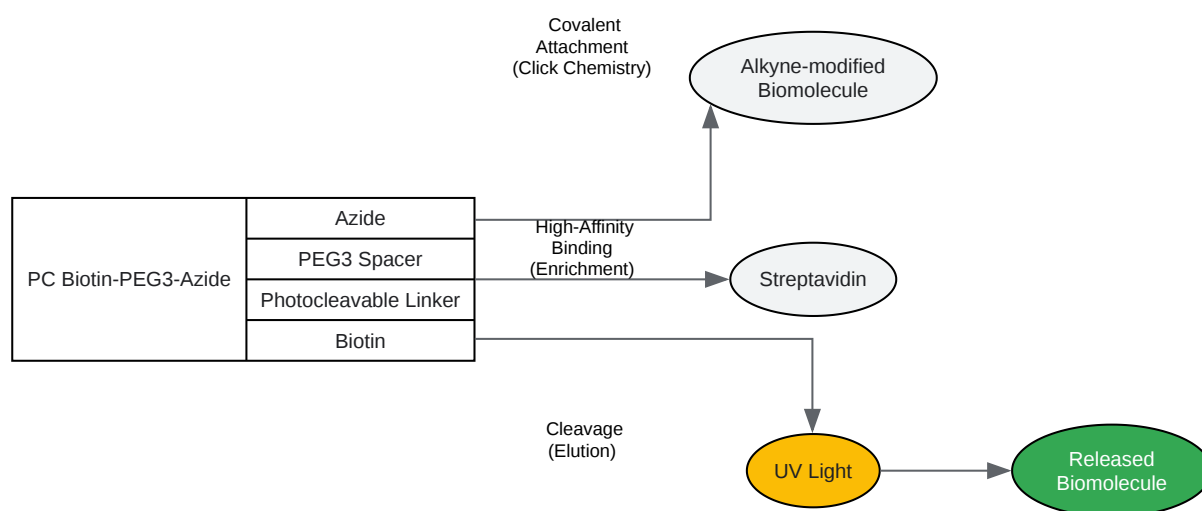 Covalent
Attachment
(Click Chemistry)
Alkyne-modified
Biomolecule
PC Biotin-PEG3-Azide
Azide
PEG3 Spacer
Photocleavable Linker
Biotin
High-Affinity
Binding
(Enrichment)
Streptavidin
Cleavage
(Elution)
UV Light
Released
Biomolecule